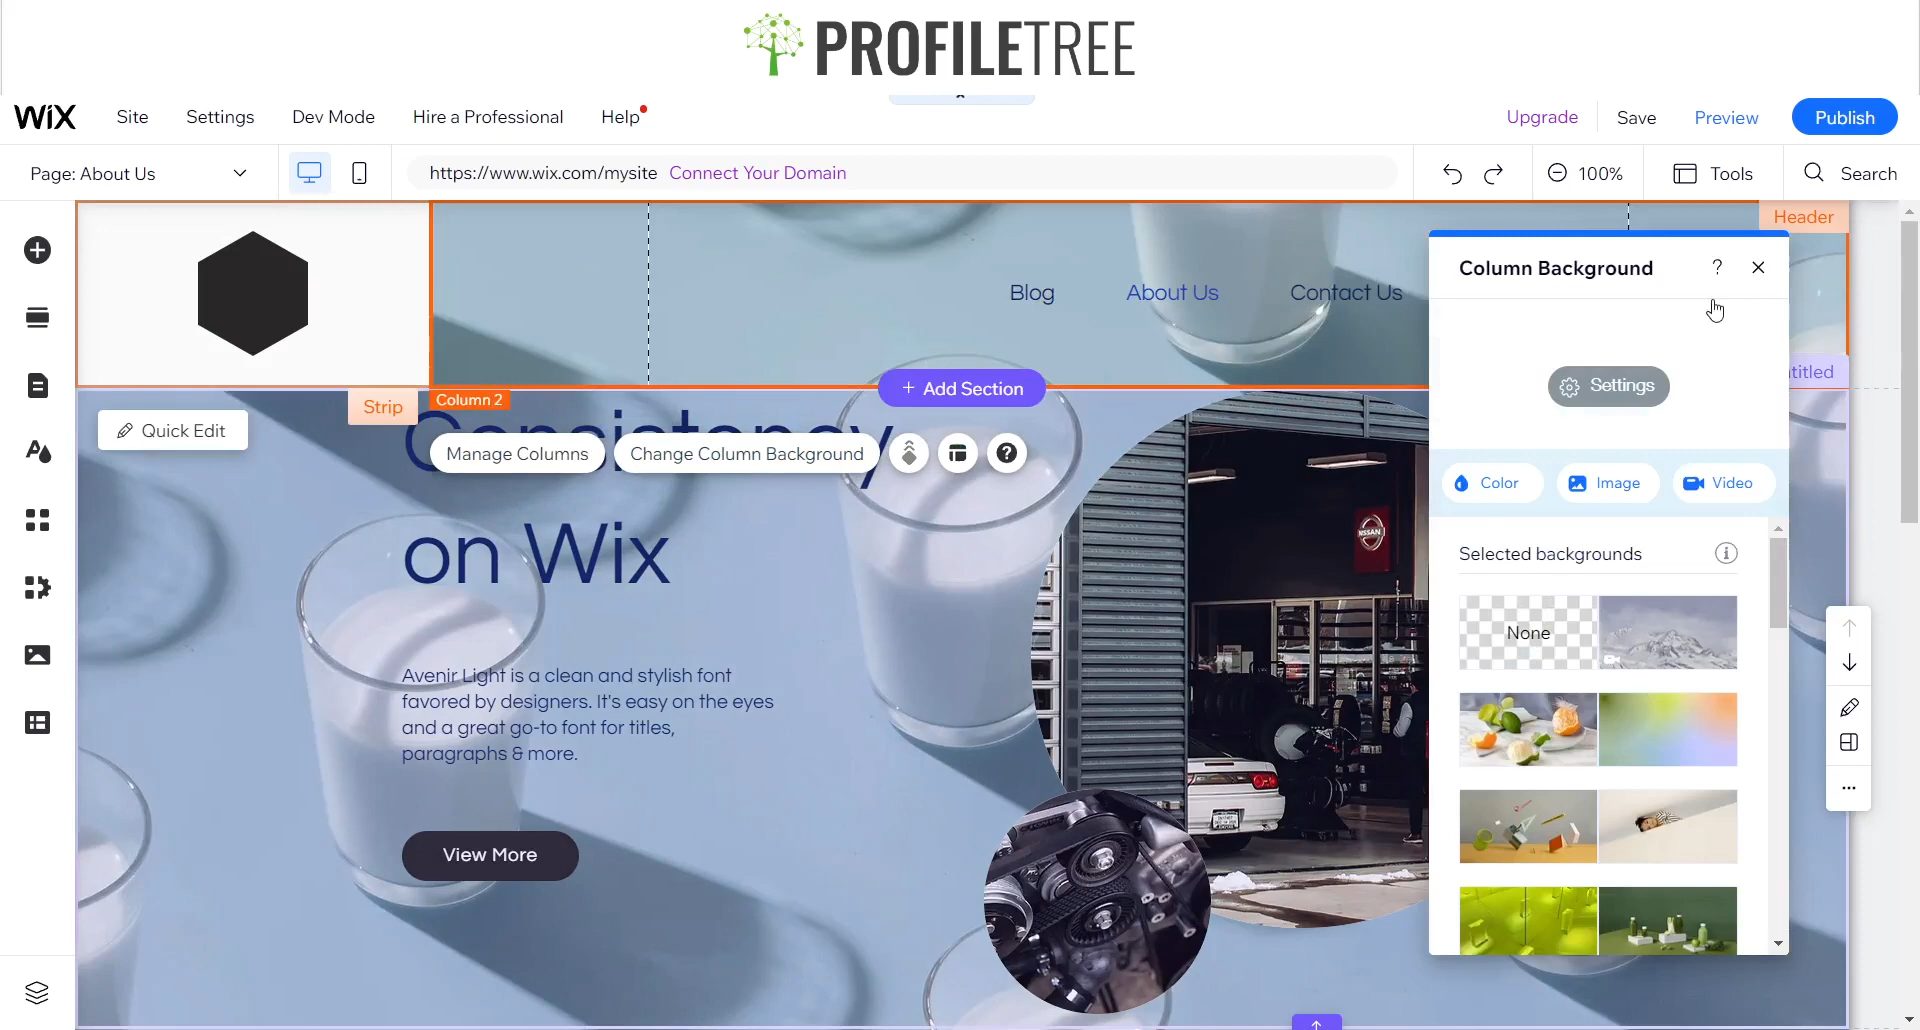 PROFILETREE
WiX Site Settings Dev Mode Hire a Professional Help Upgrade Save Preview Publish
Page: About Us https://www.wix.com/mysite Connect Your Domain 100% Tools Search
Header
Column Background ?
Blog About Us Contact Us
titled
Settings
+ Add Section
Strip Column 2
Quick Edit
Consistency
Manage Columns Change Column Background ?
Color Image Video
on Wix
NISSAN
Selected backgrounds i
None
Avenir Light is a clean and stylish font
favored by designers. It's easy on the eyes
and a great go-to font for titles,
paragraphs & more.
View More